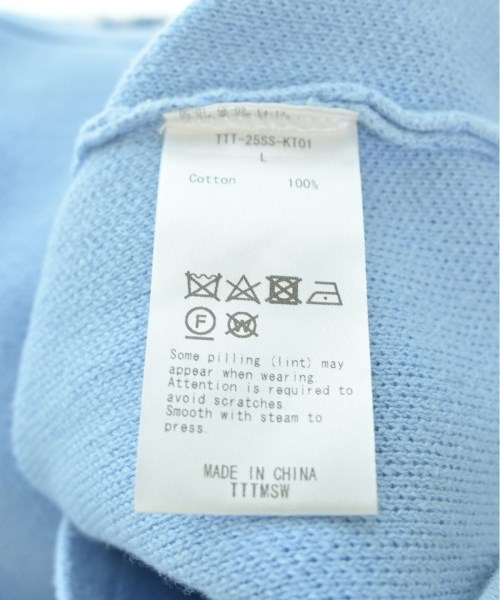 TTT-25SS-KT01
L
Cotton 100%
F W
Some pilling (lint) may
appear when wearing.
Attention is required to
avoid scratches
Smooth with steam to
press.
MADE IN CHINA
TTTMSW